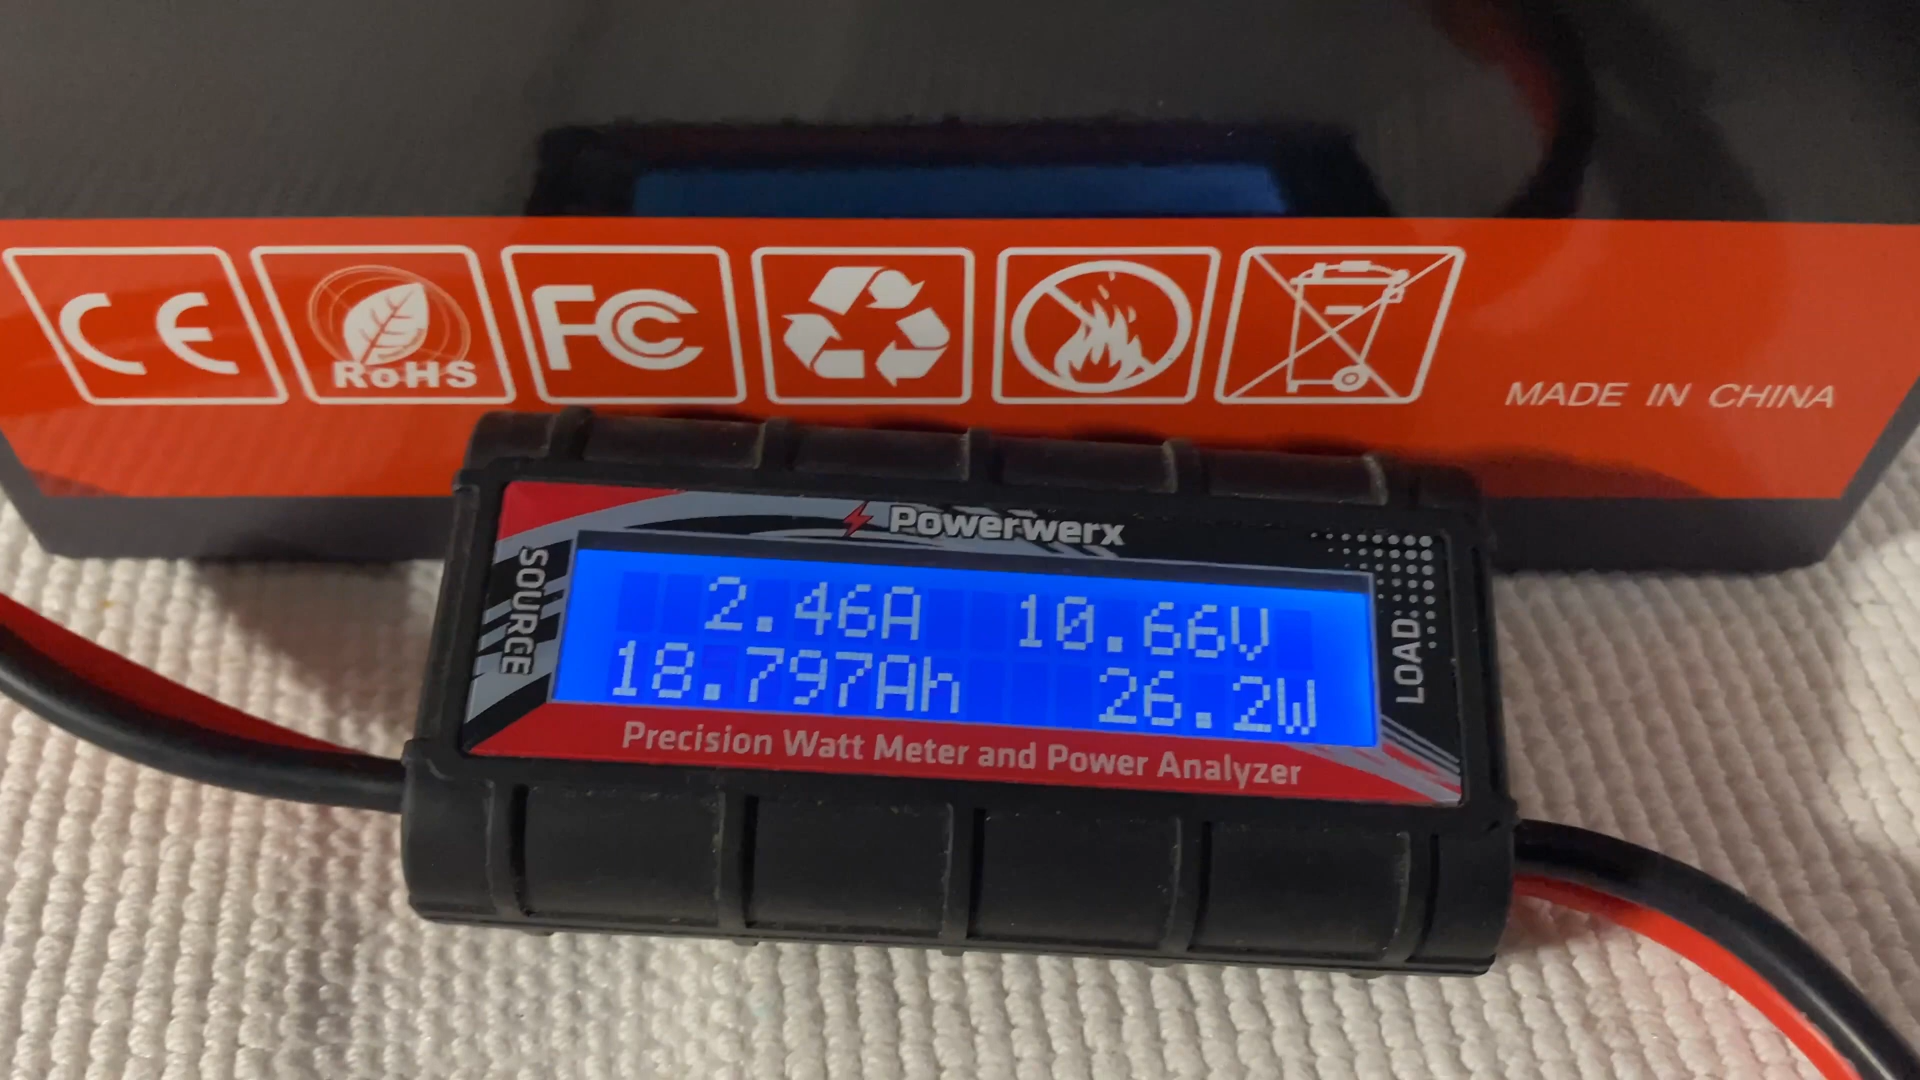 CE
RoHS
FC
MADE IN CHINA
Powerwerx
SOURCE
2.46A 10.66V
18.797Ah 26.2W
LOAD:
Precision Watt Meter and Power Analyzer